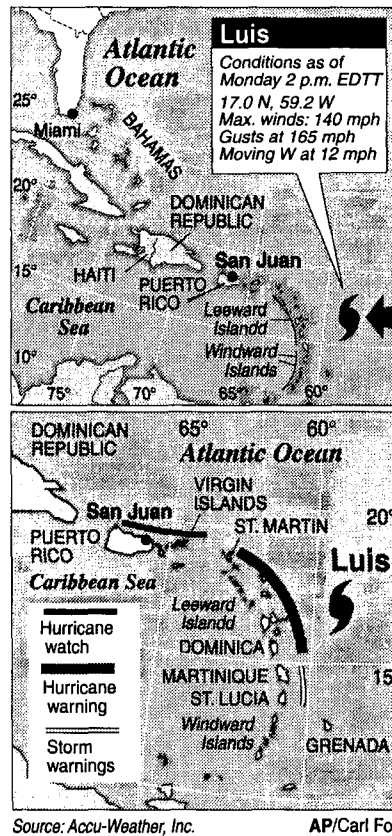 Luis
Conditions as of
Monday 2 p.m. EDTT
17.0 N, 59.2 W
Max. winds: 140 mph
Gusts at 165 mph
Moving W at 12 mph
Atlantic
Ocean
25°
Miami
BAHAMAS
20°
DOMINICAN
REPUBLIC
San Juan
15°
HAITI
PUERTO
RICO
Caribbean
Sea
Leeward
Islandd
Windward
Islands
10°
75°
70°
65°
60°
DOMINICAN
REPUBLIC
65°
60°
Atlantic Ocean
VIRGIN
ISLANDS
San Juan
ST. MARTIN
20°
PUERTO
RICO
Luis
Caribbean Sea
Leeward
Islandd
DOMINICA
Hurricane
watch
MARTINIQUE
15
ST. LUCIA
Hurricane
warning
Windward
Islands
GRENADA
Storm
warnings
Source: Accu-Weather, Inc.
AP/Carl Fo